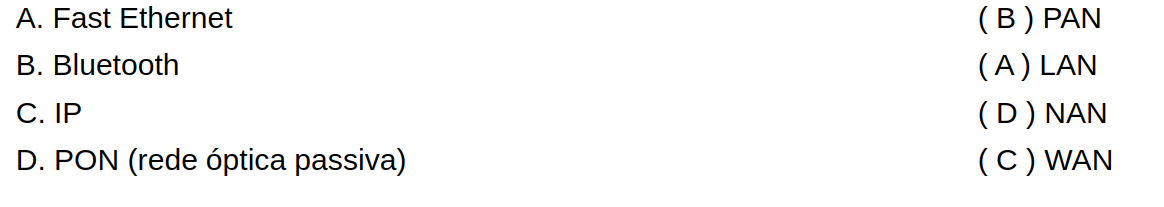 A. Fast Ethernet ( B ) PAN
B. Bluetooth ( A ) LAN
C. IP ( D ) NAN
D. PON (rede óptica passiva) ( C ) WAN